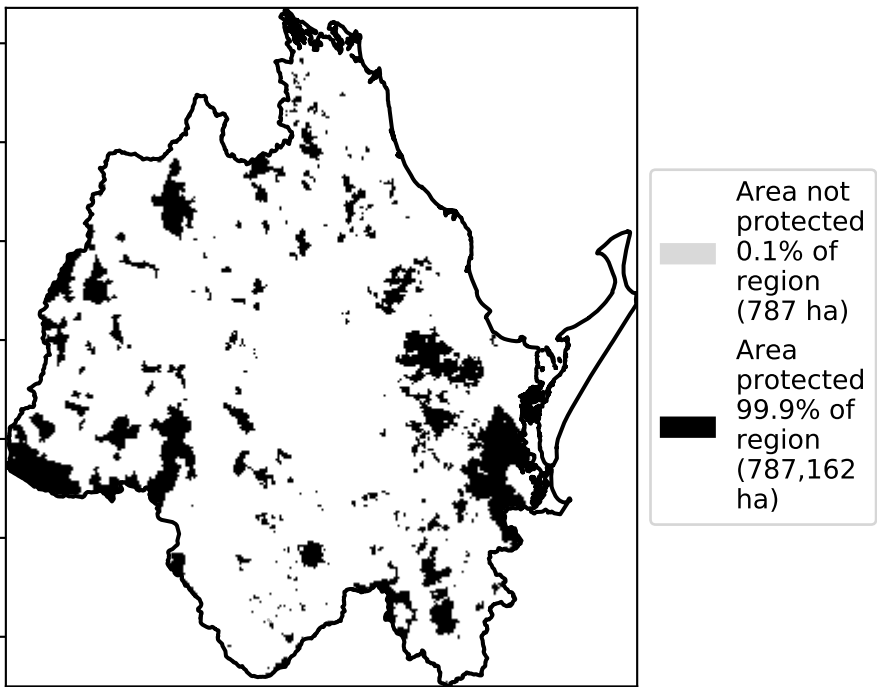 Area not
protected
0.1% of
region
(787 ha)
Area
protected
99.9% of
region
(787,162
ha)